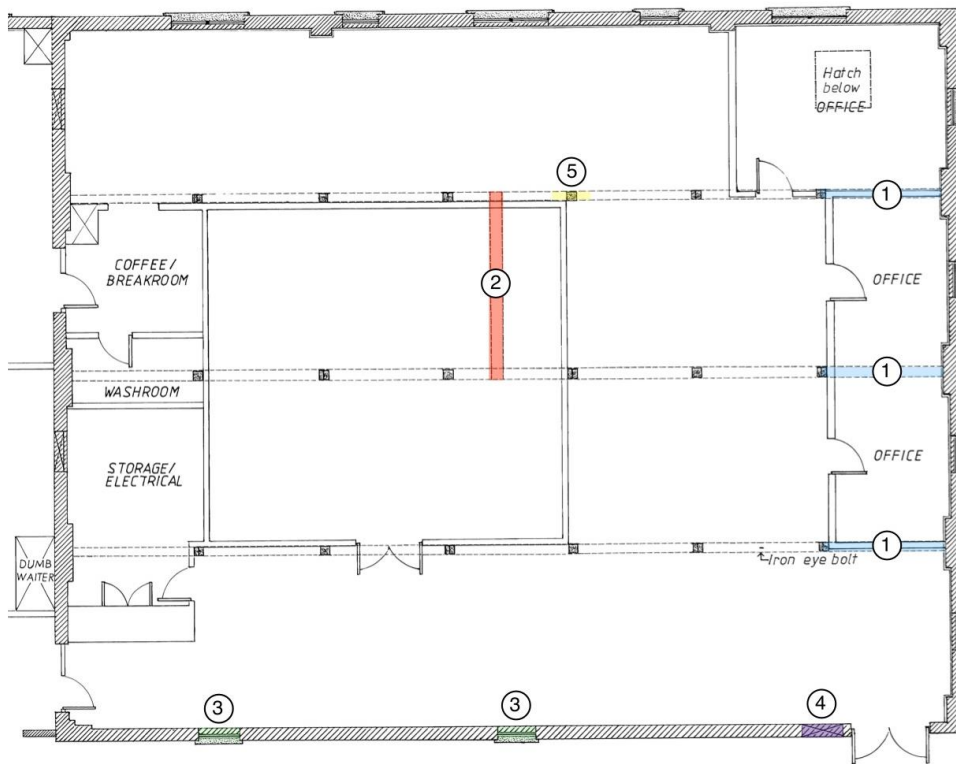 Hatch
below
OFFICE
5
1
COFFEE/
BREAKROOM
2
OFFICE
1
WASHROOM
STORAGE/
ELECTRICAL
OFFICE
1
DUMB
WAITER
Iron eye bolt
3
3
4